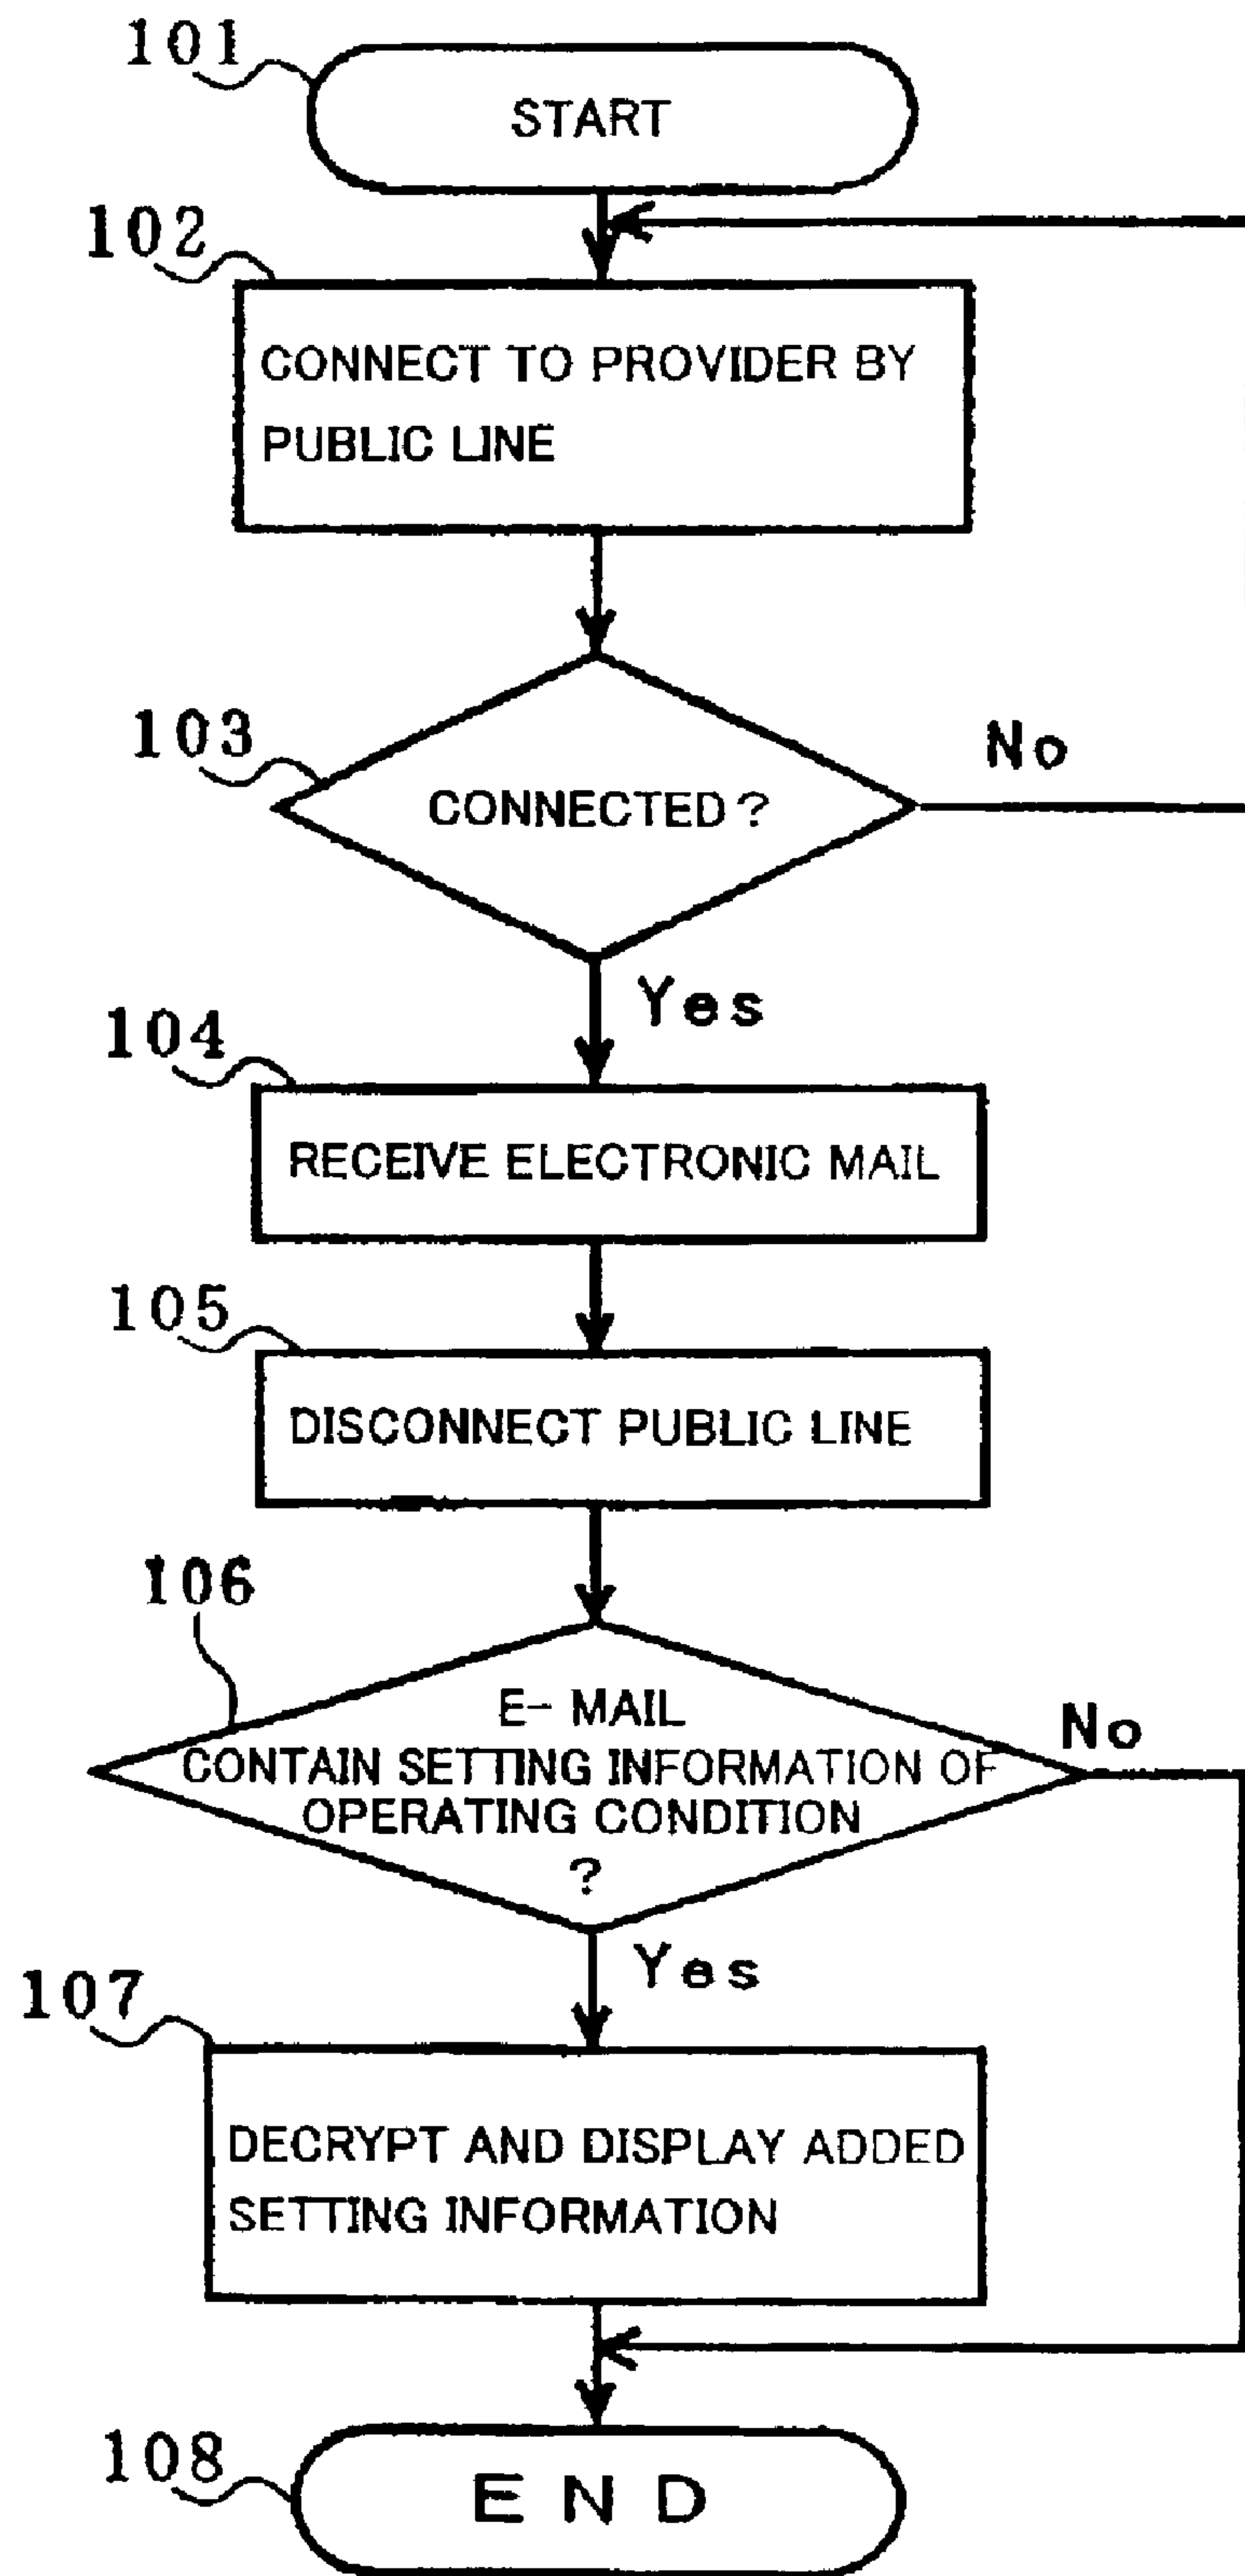 101
START
102
CONNECT TO PROVIDER BY
PUBLIC LINE
103
CONNECTED?
No
Yes
104
RECEIVE ELECTRONIC MAIL
105
DISCONNECT PUBLIC LINE
106
E- MAIL
CONTAIN SETTING INFORMATION OF
OPERATING CONDITION
?
No
Yes
107
DECRYPT AND DISPLAY ADDED
SETTING INFORMATION
108
END